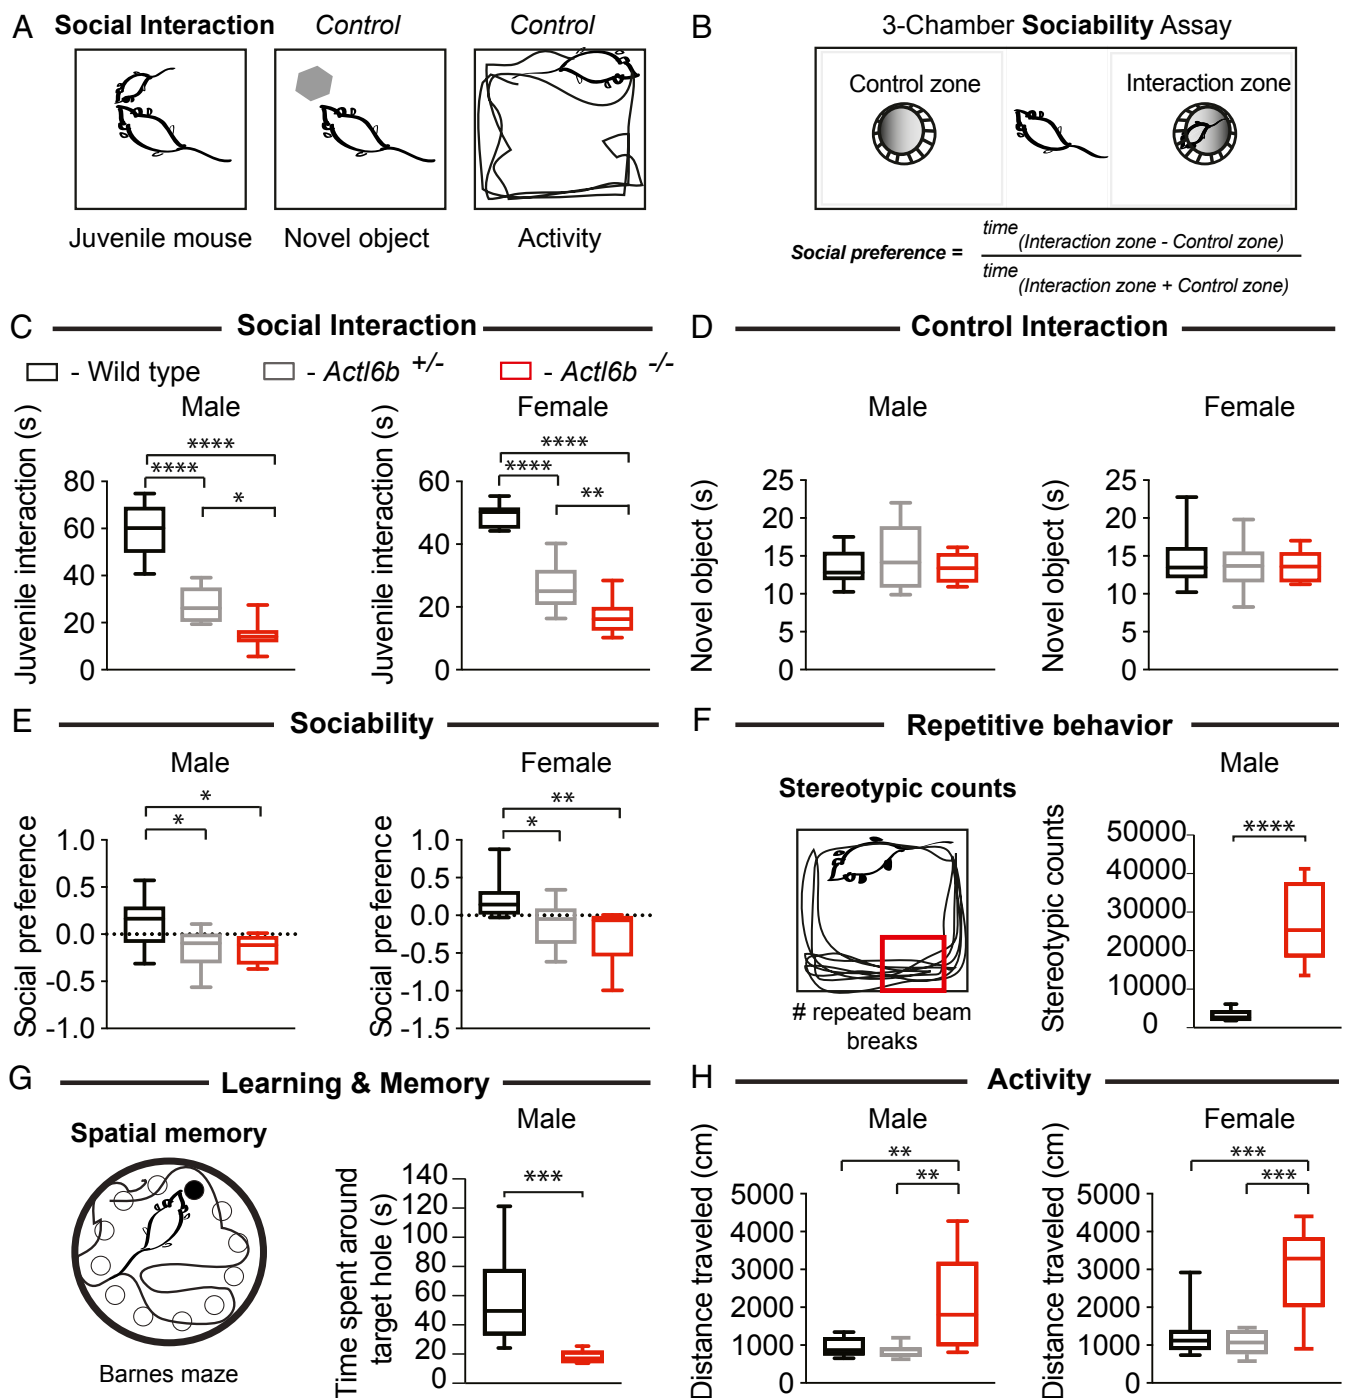 A Social Interaction Control Control
Juvenile mouse Novel object Activity
B 3-Chamber Sociability Assay
Control zone Interaction zone
Social preference = time (Interaction zone - Control zone)
time (Interaction zone + Control zone)
C Social Interaction
- Wild type - Actl6b +/- - Actl6b -/-
Male
Juvenile interaction (s)
80
60
40
20
0
****
****
*
Female
Juvenile interaction (s)
60
40
20
0
****
****
**
D Control Interaction
Male
Novel object (s)
25
20
15
10
5
0
Female
Novel object (s)
25
20
15
10
5
0
E Sociability
Male
Social preference
1.0
0.5
0.0
-0.5
-1.0
*
*
Female
Social preference
1.0
0.5
0.0
-0.5
-1.0
-1.5
**
*
F Repetitive behavior
Stereotypic counts
# repeated beam
breaks
Male
Stereotypic counts
50000
40000
30000
20000
10000
0
****
G Learning & Memory
Spatial memory
Barnes maze
Male
Time spent around
target hole (s)
140
120
100
80
60
40
20
0
***
H Activity
Male
Distance traveled (cm)
5000
4000
3000
2000
1000
0
**
**
Female
Distance traveled (cm)
5000
4000
3000
2000
1000
0
***
***